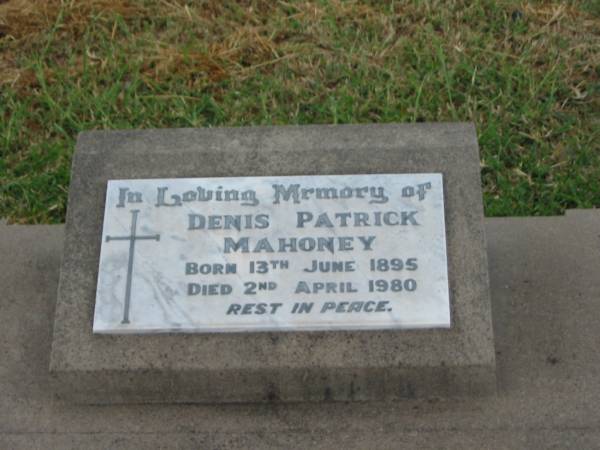 In Loving Memory of
DENIS PATRICK
MAHONEY
BORN 13TH JUNE 1895
DIED 2ND APRIL 1980
REST IN PEACE.